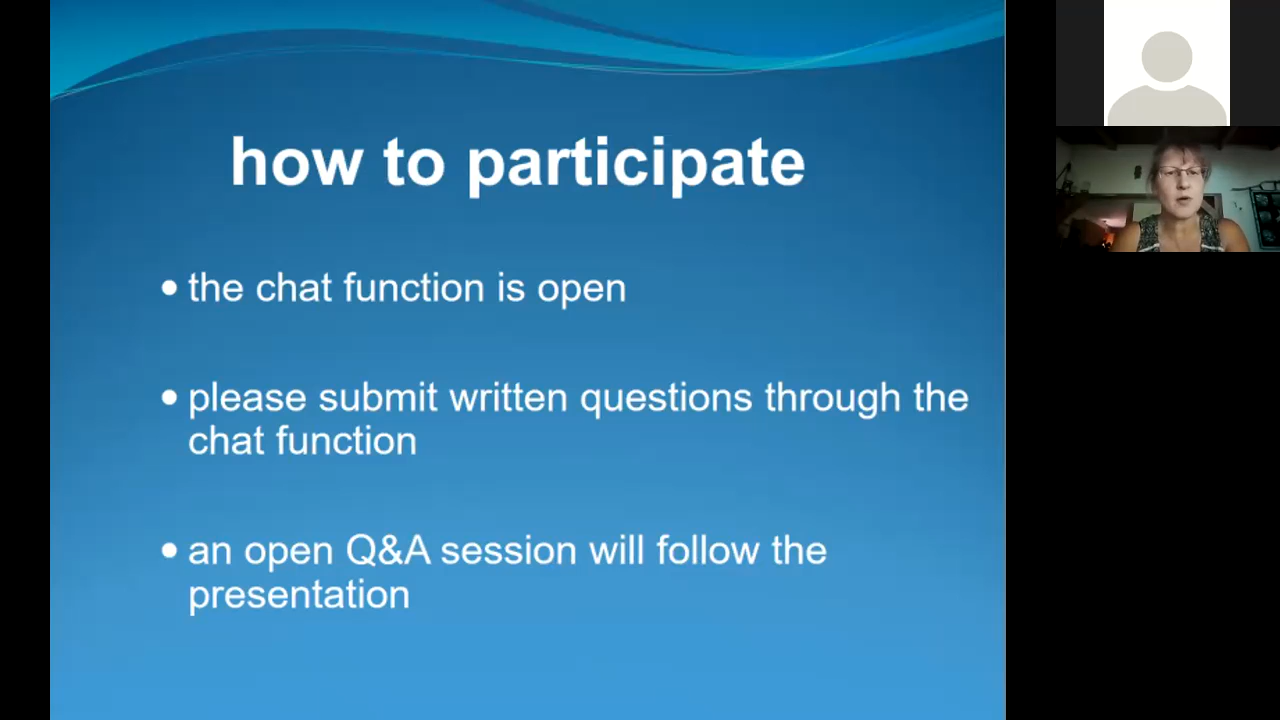 how to participate
• the chat function is open
• please submit written questions through the
chat function
• an open Q&A session will follow the
presentation